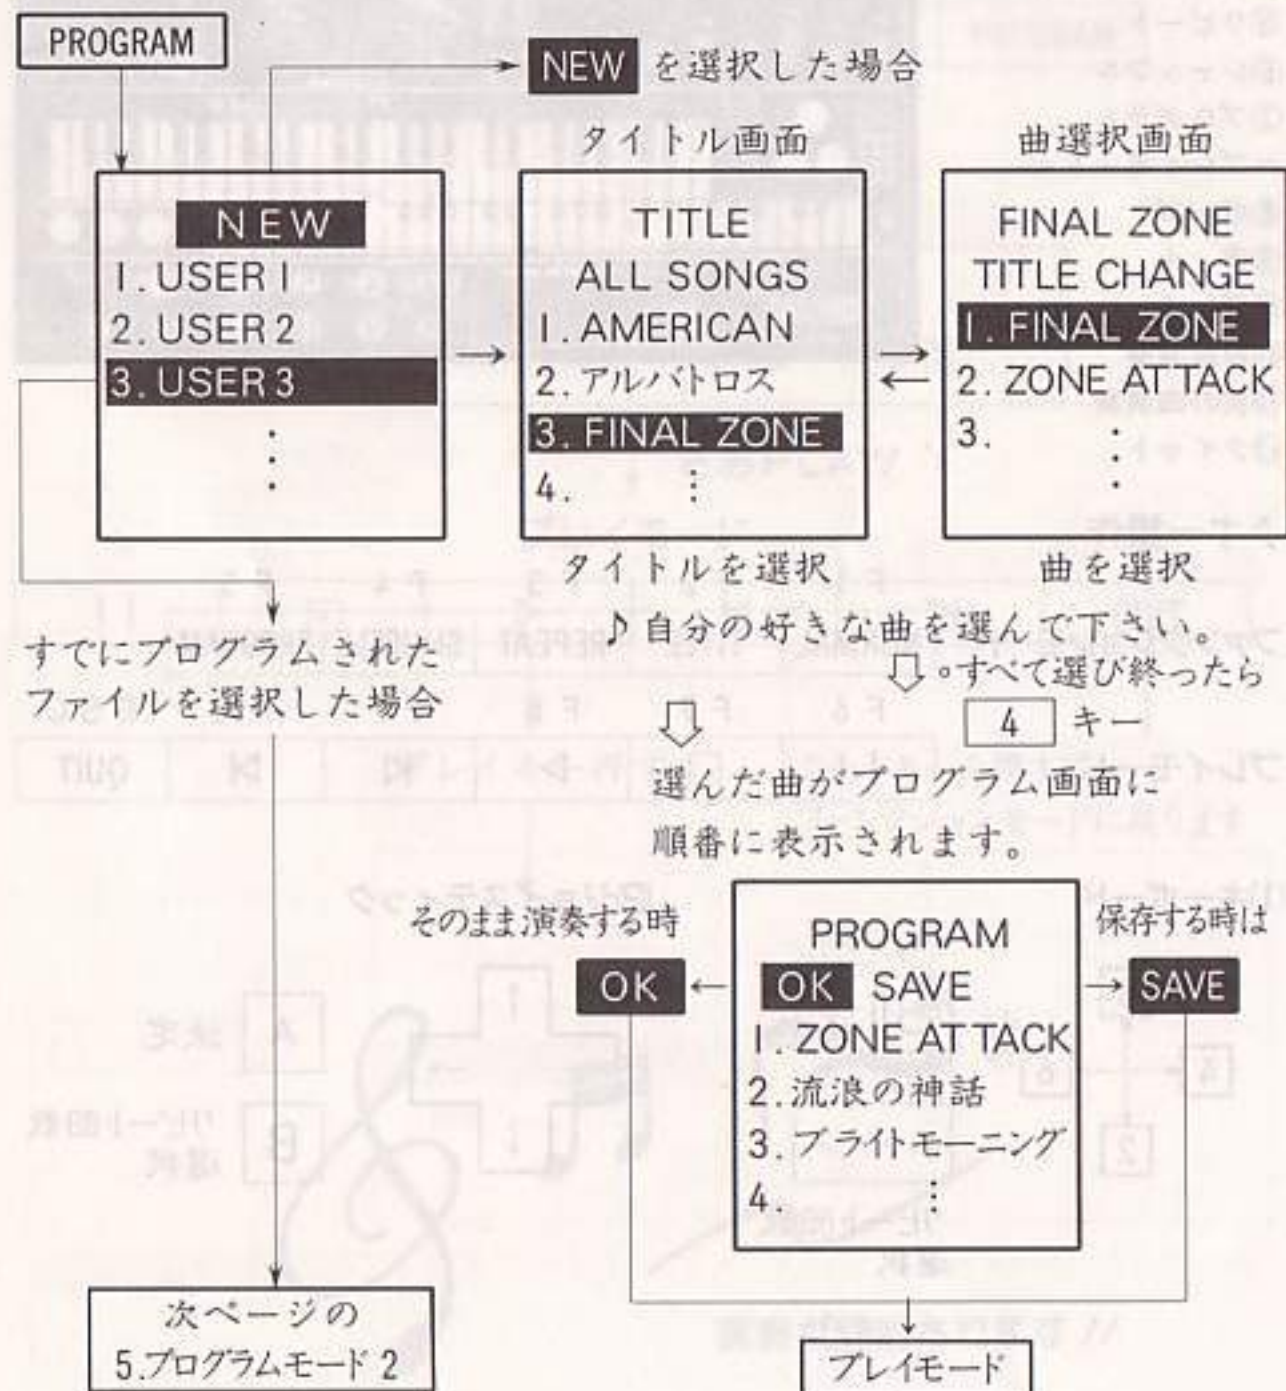 PROGRAM
NEW を選択した場合
NEW
1. USER 1
2. USER 2
3. USER 3
タイトル画面
TITLE
ALL SONGS
1. AMERICAN
2. アルバトロス
3. FINAL ZONE
4.
タイトルを選択
曲選択画面
FINAL ZONE
TITLE CHANGE
1. FINAL ZONE
2. ZONE ATTACK
3.
曲を選択
♪自分の好きな曲を選んで下さい。
。すべて選び終ったら
4 キー
すでにプログラムされた
ファイルを選択した場合
選んだ曲がプログラム画面に
順番に表示されます。
そのまま演奏する時
OK
PROGRAM
OK SAVE
1. ZONE ATTACK
2. 流浪の神話
3. ブライトモーニング
4.
保存する時は
SAVE
次ページの
5.プログラムモード2
プレイモード